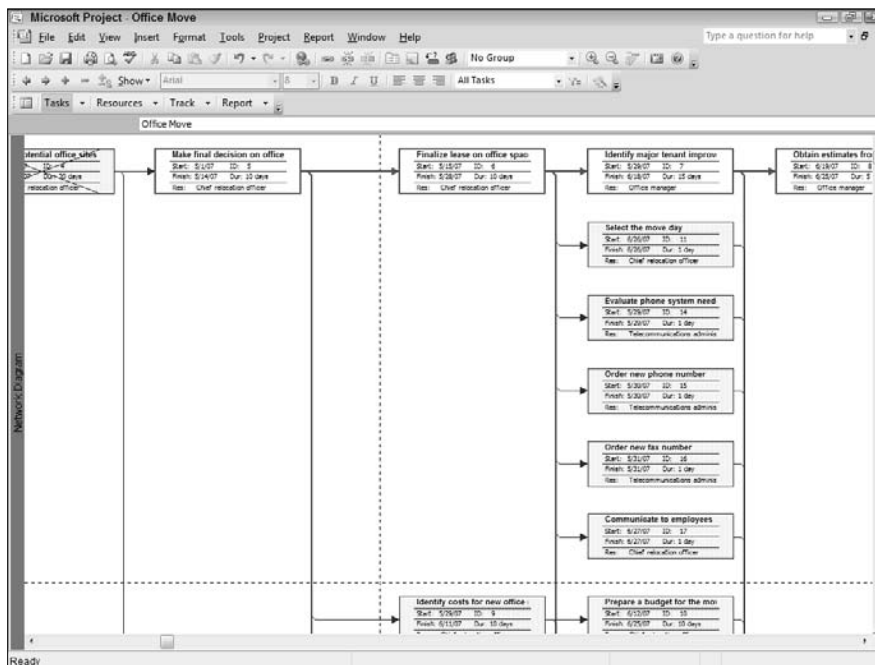 Microsoft Project - Office Move
File Edit View Insert Format Tools Project Report Window Help
Type a question for help
No Group
Show
Arial
8
B I U
All Tasks
Tasks Resources Track Report
Office Move
Network Diagram
otential office sites
ID: 4
Dur: 20 days
relocation officer
Make final decision on office
Start: 5/1/07 ID: 5
Finish: 5/14/07 Dur: 10 days
Res: Chief relocation officer
Finalize lease on office spac
Start: 5/15/07 ID: 6
Finish: 5/28/07 Dur: 10 days
Res: Chief relocation officer
Identify major tenant improv
Start: 5/29/07 ID: 7
Finish: 6/18/07 Dur: 15 days
Res: Office manager
Obtain estimates fro
Start: 6/19/07 ID: 8
Finish: 6/25/07 Dur: 5
Res: Office manager
Select the move day
Start: 6/26/07 ID: 11
Finish: 6/26/07 Dur: 1 day
Res: Chief relocation officer
Evaluate phone system need
Start: 5/29/07 ID: 14
Finish: 5/29/07 Dur: 1 day
Res: Telecommunications adminis
Order new phone number
Start: 5/30/07 ID: 15
Finish: 5/30/07 Dur: 1 day
Res: Telecommunications adminis
Order new fax number
Start: 5/31/07 ID: 16
Finish: 5/31/07 Dur: 1 day
Res: Telecommunications adminis
Communicate to employees
Start: 6/27/07 ID: 17
Finish: 6/27/07 Dur: 1 day
Res: Chief relocation officer
Identify costs for new office
Start: 5/29/07 ID: 9
Finish: 6/11/07 Dur: 10 days
Prepare a budget for the mo
Start: 6/12/07 ID: 10
Finish: 6/25/07 Dur: 10 days
Ready